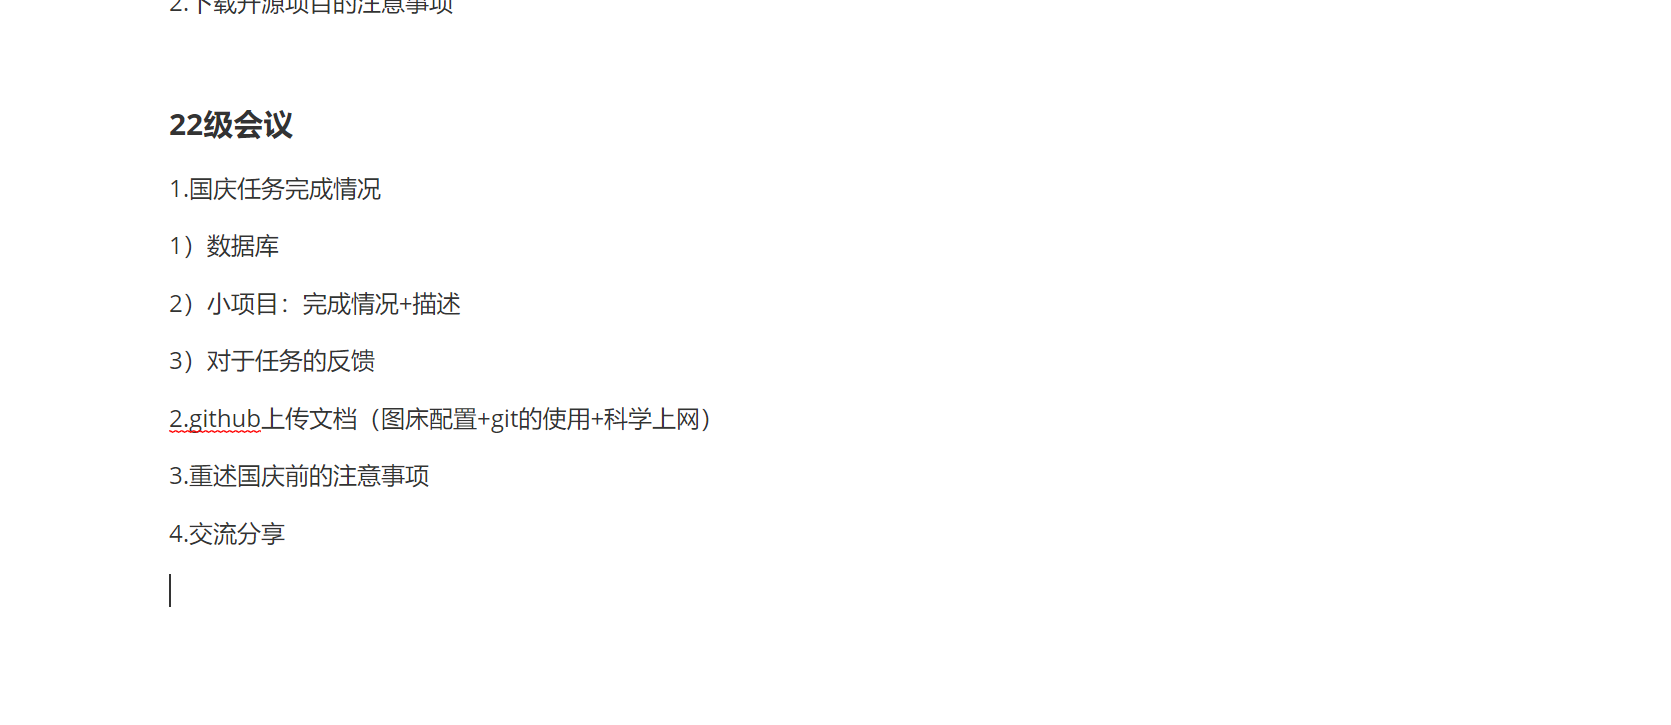 2.下载开源项目的注意事项
22级会议
1.国庆任务完成情况
1）数据库
2）小项目：完成情况+描述
3）对于任务的反馈
2.github上传文档（图床配置+git的使用+科学上网）
3.重述国庆前的注意事项
4.交流分享